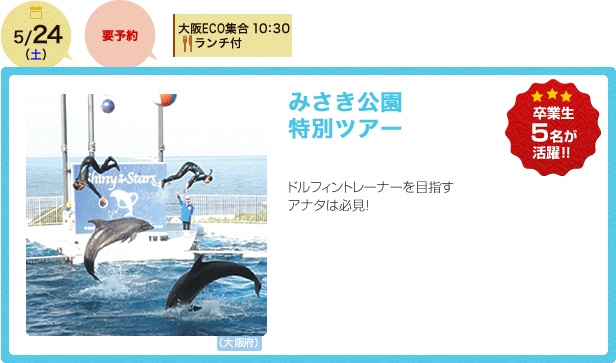 5/24
(土)
要予約
大阪ECO集合 10:30
ランチ付
みさき公園
特別ツアー
卒業生
5名が
活躍!!
ドルフィントレーナーを目指す
アナタは必見!
Shiny Stars
(大阪府)